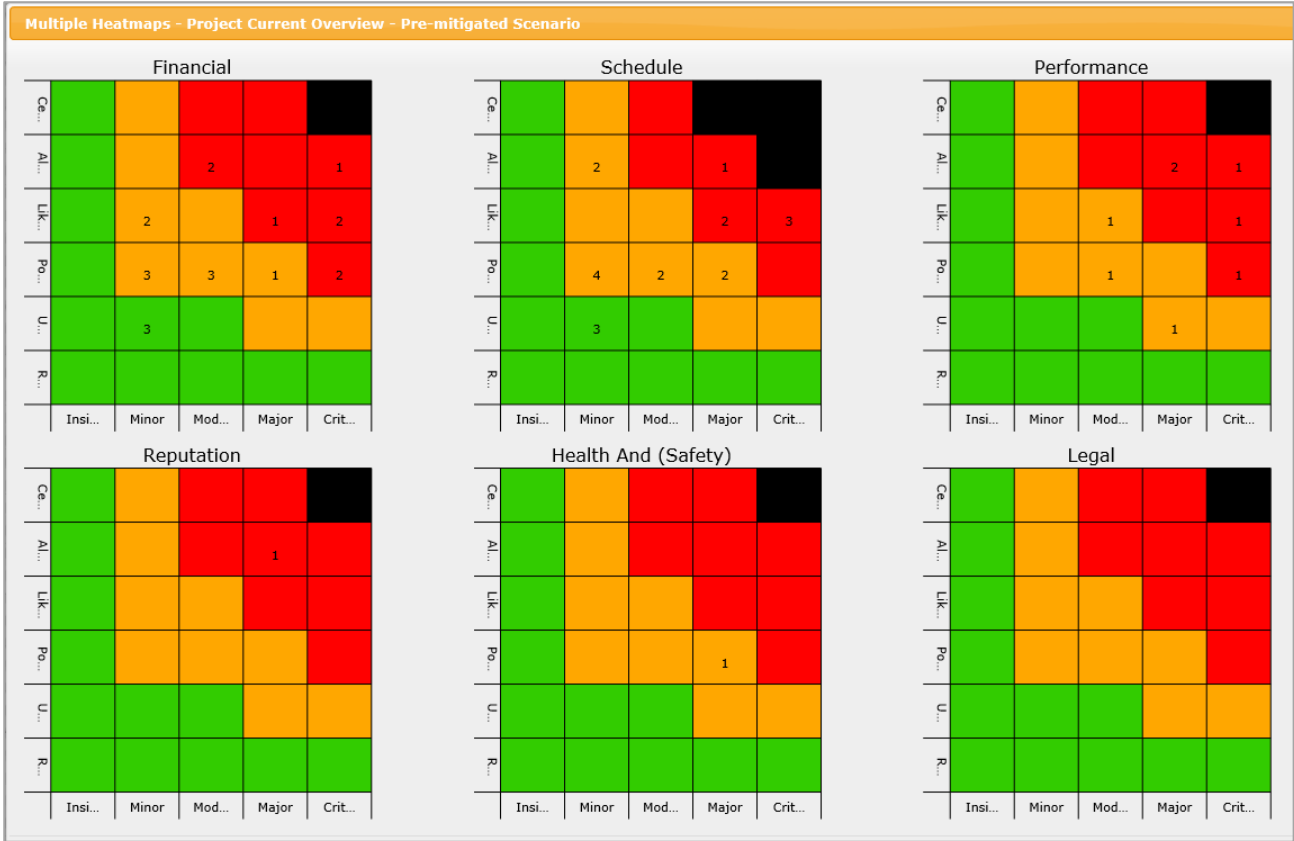 Multiple Heatmaps - Project Current Overview - Pre-mitigated Scenario
Financial
Ce...
Al... 2 1
Lik... 2 1 2
Po... 3 3 1 2
U... 3
R...
Insi... Minor Mod... Major Crit...
Schedule
Ce...
Al... 2 1
Lik... 2 3
Po... 4 2 2
U... 3
R...
Insi... Minor Mod... Major Crit...
Performance
Ce...
Al... 2 1
Lik... 1 1
Po... 1 1
U... 1
R...
Insi... Minor Mod... Major Crit...
Reputation
Ce...
Al... 1
Lik...
Po...
U...
R...
Insi... Minor Mod... Major Crit...
Health And (Safety)
Ce...
Al...
Lik...
Po... 1
U...
R...
Insi... Minor Mod... Major Crit...
Legal
Ce...
Al...
Lik...
Po...
U...
R...
Insi... Minor Mod... Major Crit...